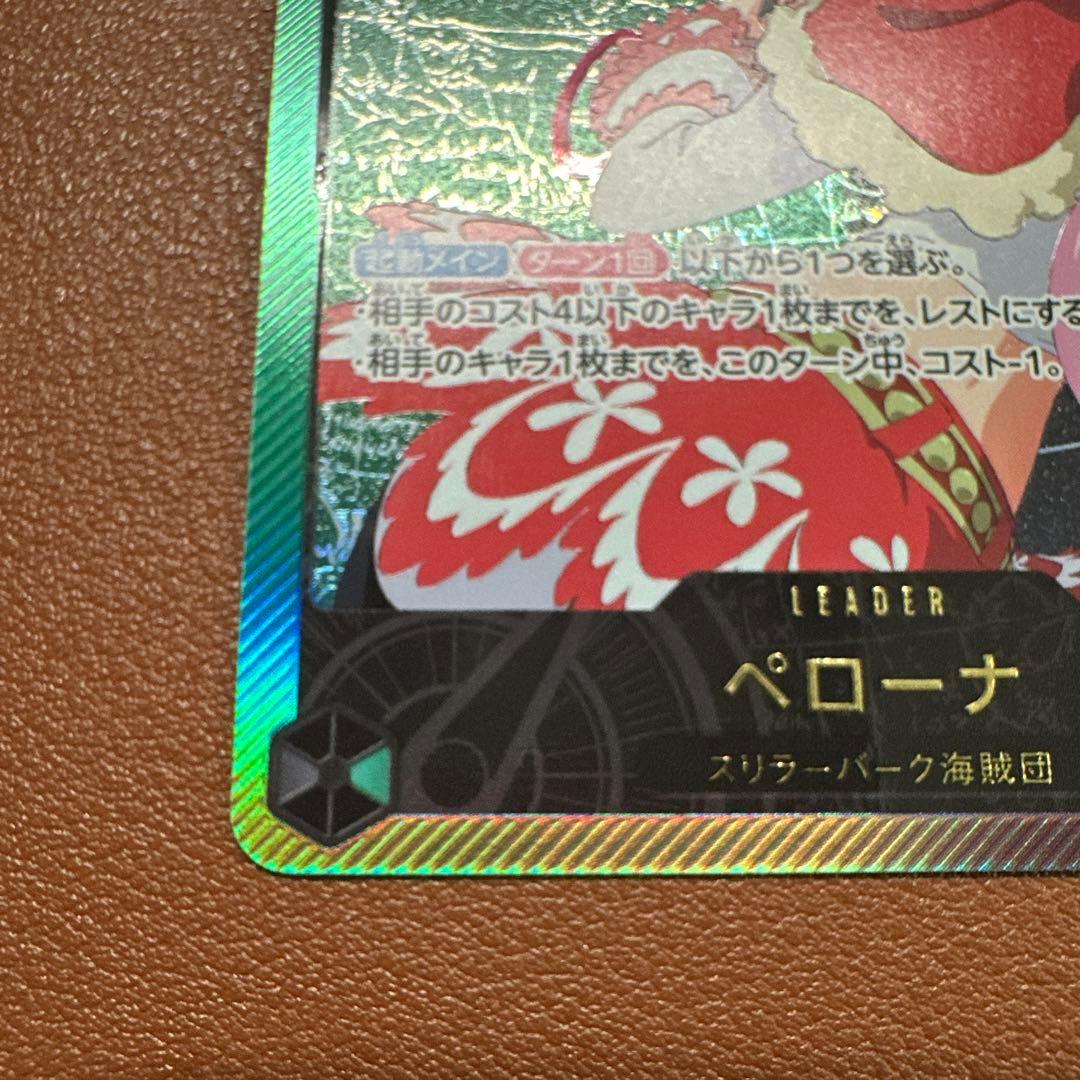 起動メイン ターン1回 以下から1つを選ぶ。
・相手のコスト4以下のキャラ1枚までを、レストにする
・相手のキャラ1枚までを、このターン中、コスト-1。
LEADER
ペローナ
スリラーバーク海賊団